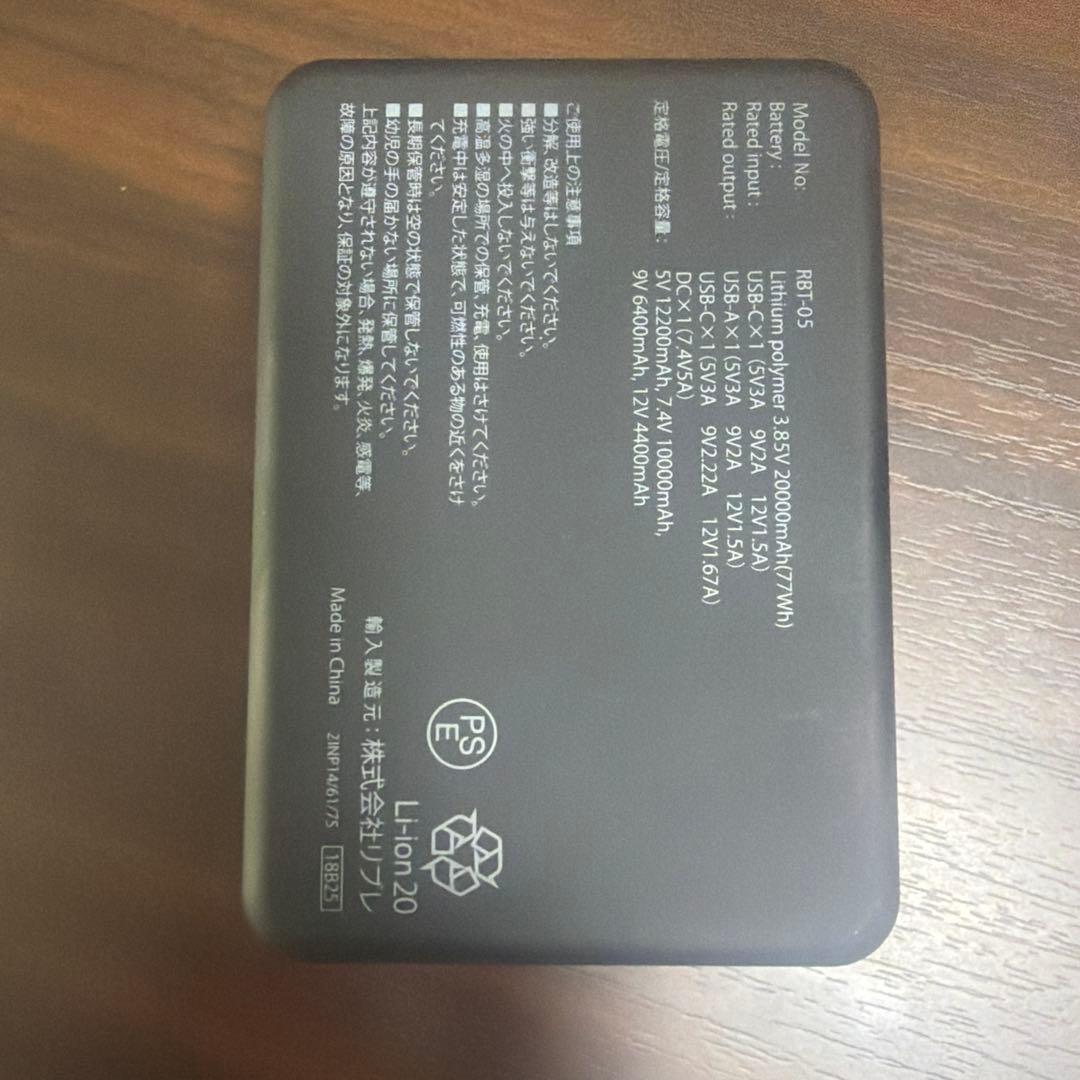 Model No: RBT-05
Battery : Lithium polymer 3.85V 20000mAh(77Wh)
Rated input : USB-C×1 (5V3A 9V2A 12V1.5A)
Rated output : USB-A×1 (5V3A 9V2A 12V1.5A)
USB-C×1 (5V3A 9V2.22A 12V1.67A)
DC×1 (7.4V5A)
定格電圧/定格容量 : 5V 12200mAh, 7.4V 10000mAh,
9V 6400mAh, 12V 4400mAh
ご使用上の注意事項
■分解、改造等はしないでください。
■強い衝撃等は与えないでください。
■火の中へ投入しないでください。
■高温多湿の場所での保管、充電、使用はさけてください。
■充電中は安定した状態で、可燃性のある物の近くをさけ
てください。
■長期保管時は空の状態で保管しないでください。
■幼児の手の届かない場所に保管してください。
上記内容が遵守されない場合、発熱、爆発、火炎、感電等、
故障の原因となり、保証の対象外になります。
PSE
Li-ion 20
輸入製造元 : 株式会社リブレ
Made in China 2INP14/61/75 18B25